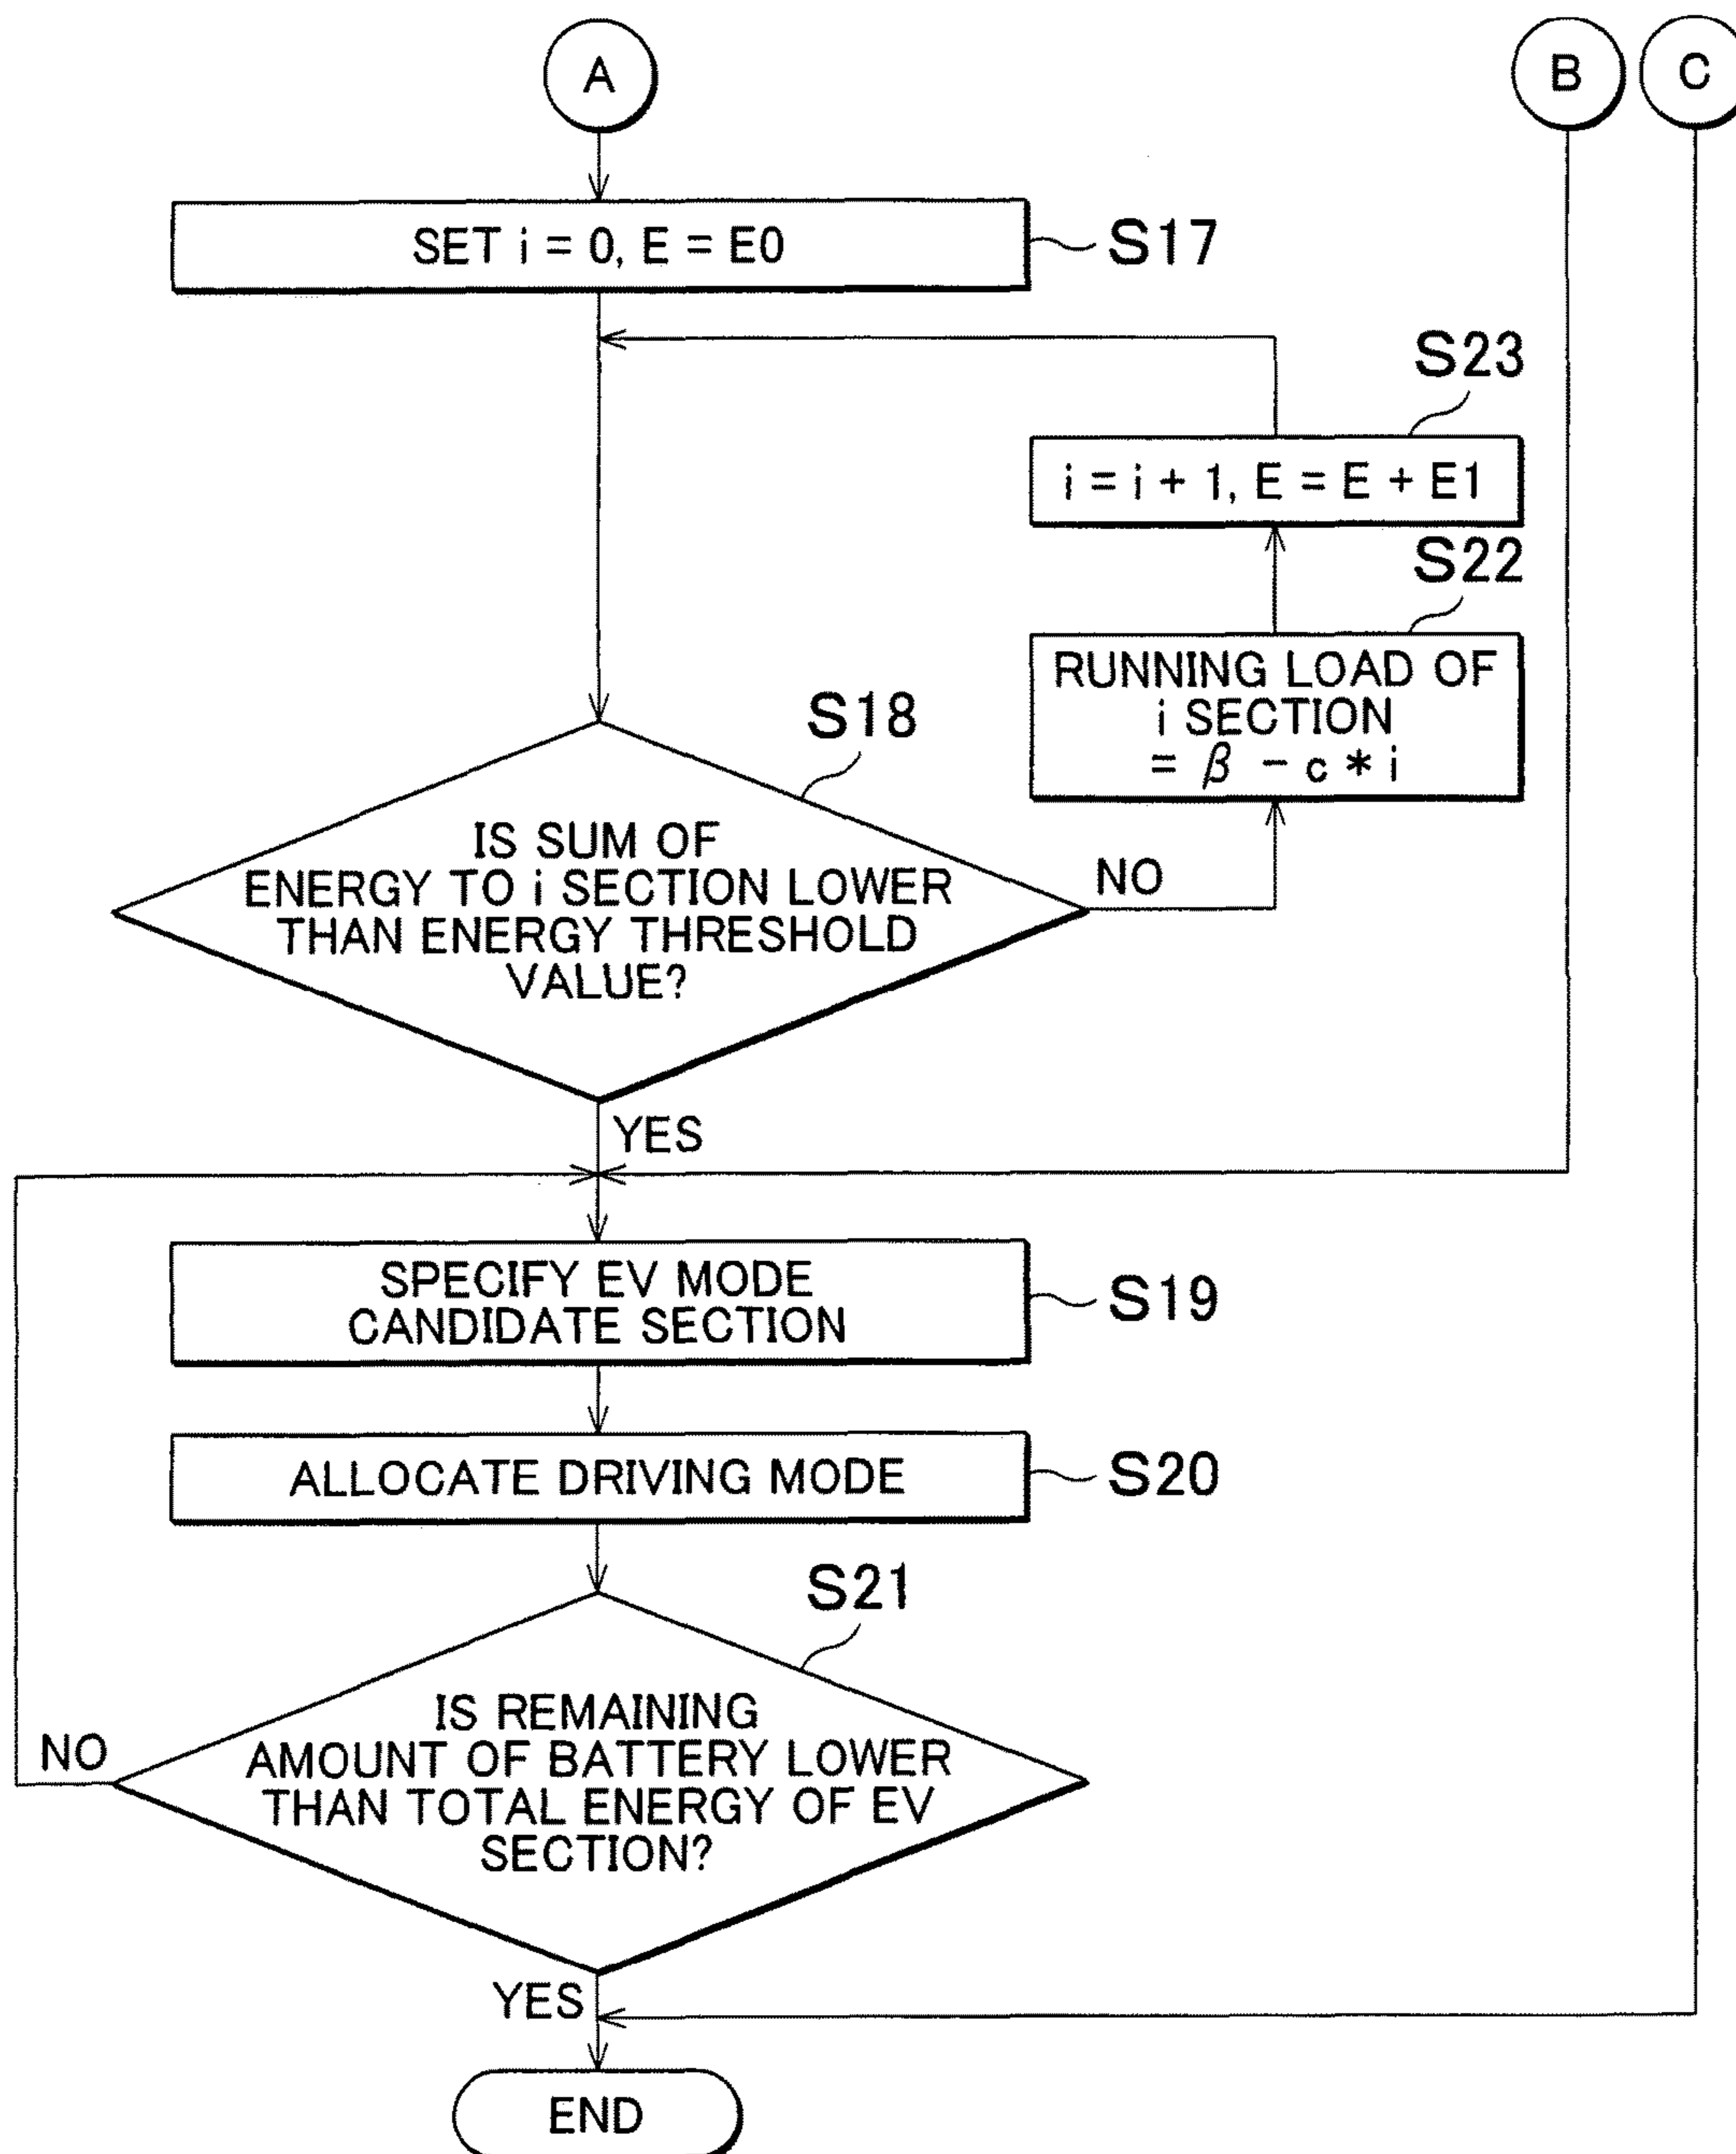 A
B
C
SET i = 0, E = E0
S17
S23
i = i + 1, E = E + E1
S22
RUNNING LOAD OF
i SECTION
= β - c * i
S18
IS SUM OF
ENERGY TO i SECTION LOWER
THAN ENERGY THRESHOLD
VALUE?
NO
YES
SPECIFY EV MODE
CANDIDATE SECTION
S19
ALLOCATE DRIVING MODE
S20
S21
IS REMAINING
AMOUNT OF BATTERY LOWER
THAN TOTAL ENERGY OF EV
SECTION?
NO
YES
END